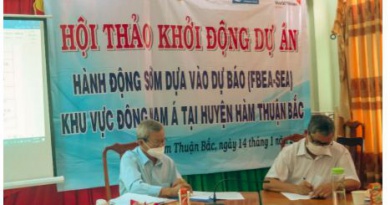 HỘI THẢO KHỞI ĐỘNG DỰ ÁN
HÀNH ĐỘNG SỚM DỰA VÀO DỰ BÁO (FBEA-SEA)
KHU VỰC ĐÔNG NAM Á TẠI HUYỆN HÀM THUẬN BẮC
Thuận Bắc, ngày 14 tháng 1